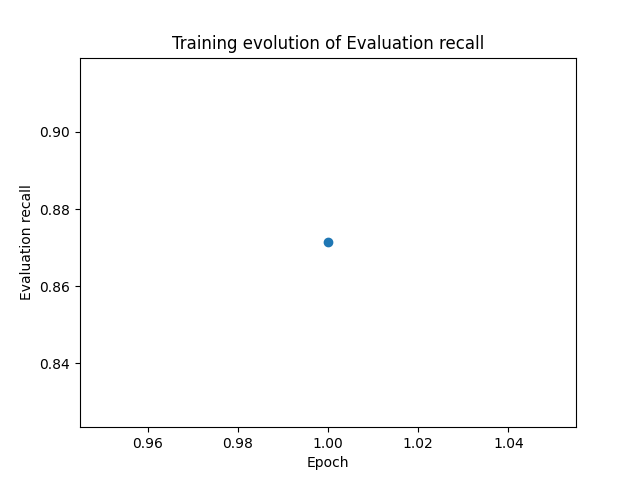 Training evolution of Evaluation recall
0.90
0.88
0.86
0.84
Evaluation recall
0.96 0.98 1.00 1.02 1.04
Epoch